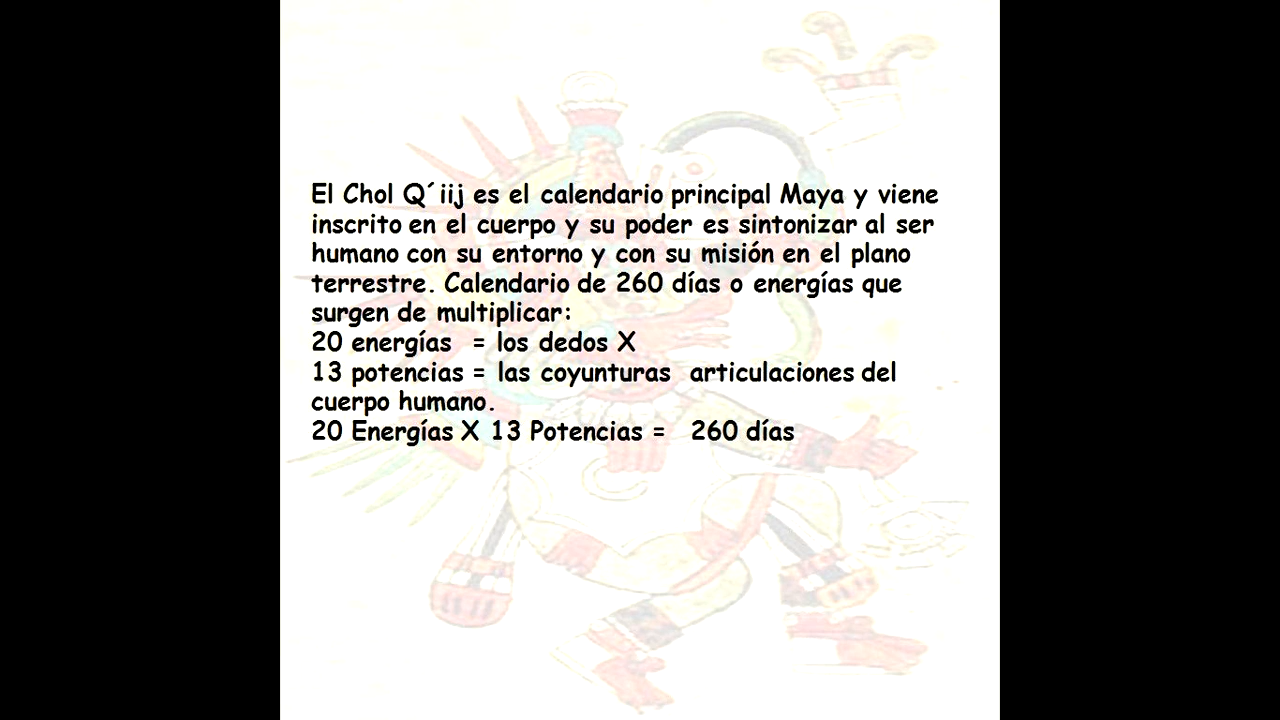 El Chol Q´iij es el calendario principal Maya y viene
inscrito en el cuerpo y su poder es sintonizar al ser
humano con su entorno y con su misión en el plano
terrestre. Calendario de 260 días o energías que
surgen de multiplicar:
20 energías = los dedos X
13 potencias = las coyunturas articulaciones del
cuerpo humano.
20 Energías X 13 Potencias = 260 días